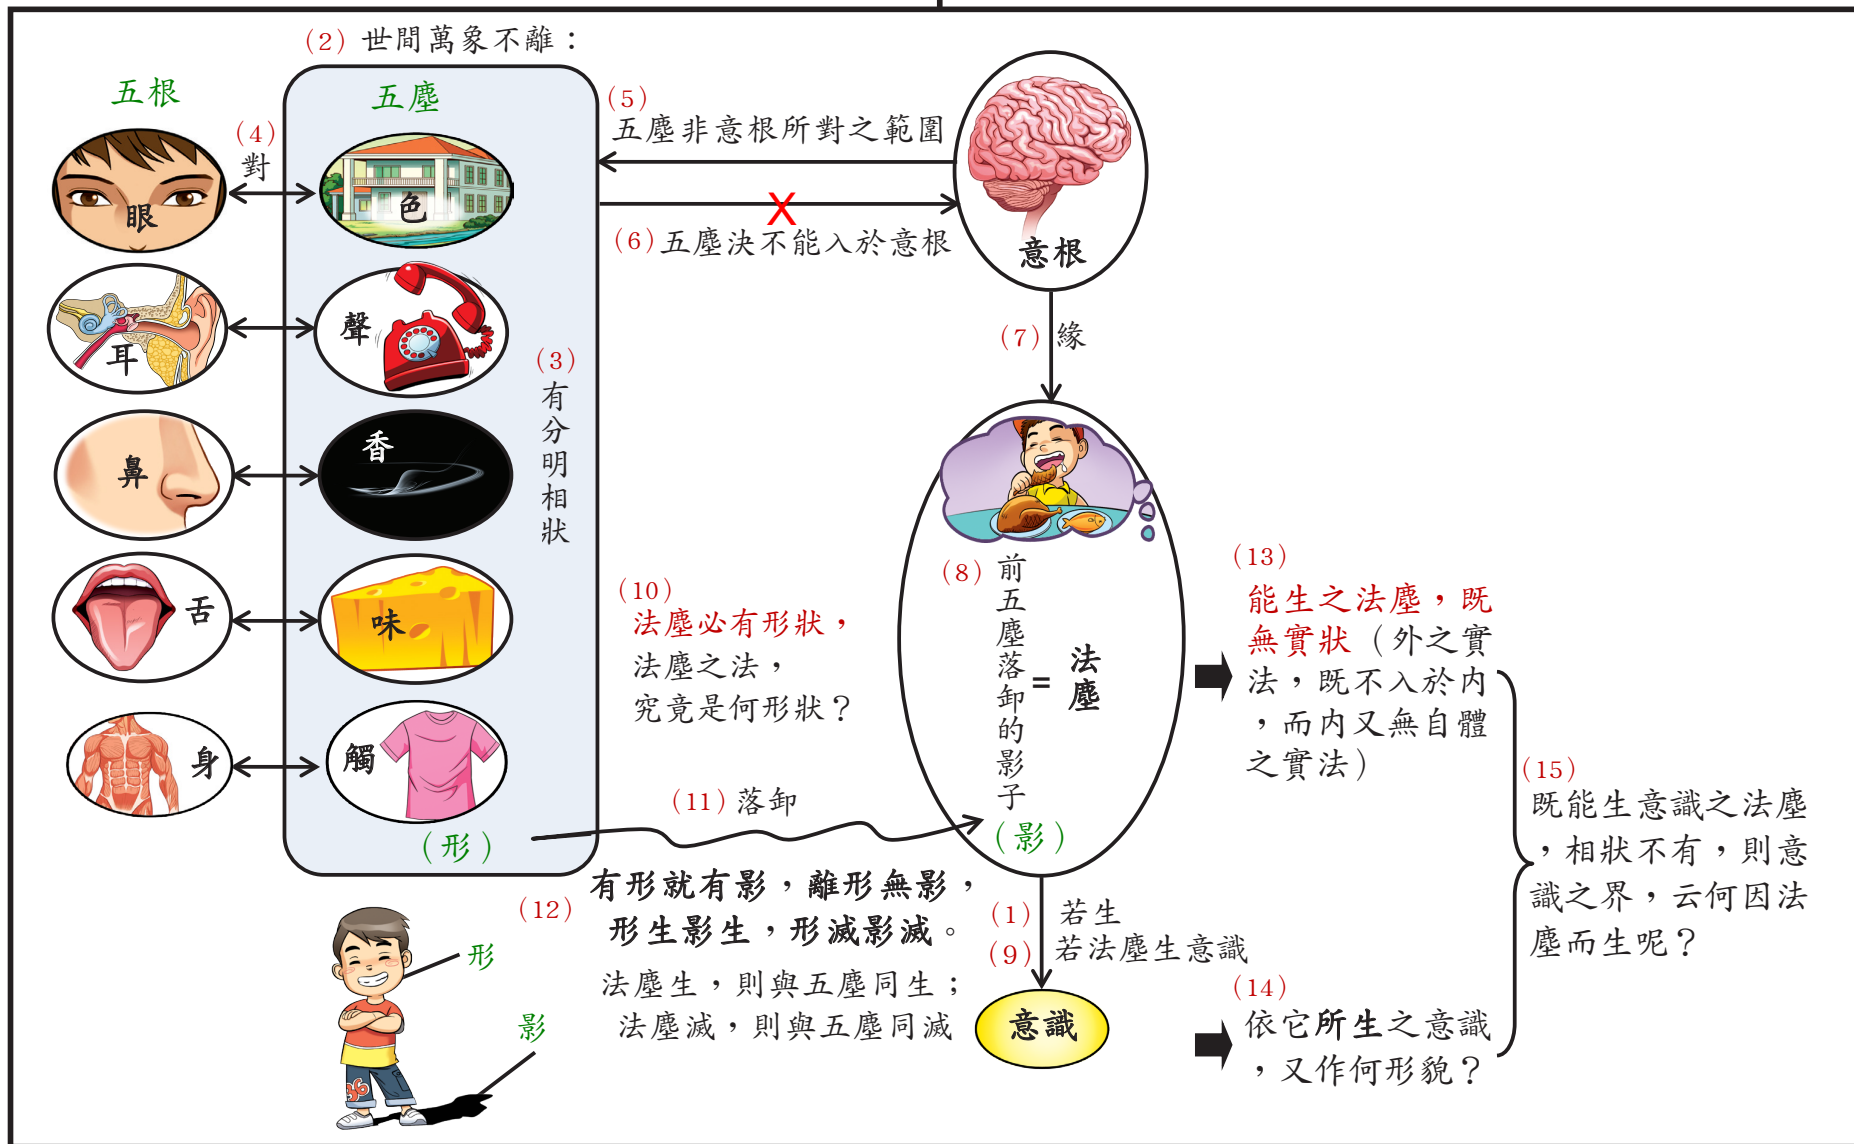 (2) 世間萬象不離：
五根
五塵
(4)
對
眼
色
耳
聲
鼻
香
舌
味
身
觸
(3)
有分明相狀
(形)
(5)
五塵非意根所對之範圍
X
(6) 五塵決不能入於意根
意根
(7) 緣
(8) 前五塵落卸的影子
=
法塵
(影)
(10)
法塵必有形狀，
法塵之法，
究竟是何形狀？
(11) 落卸
(12)
有形就有影，離形無影，
形生影生，形滅影滅。
法塵生，則與五塵同生；
法塵滅，則與五塵同滅
形
影
36
(1) 若生
(9) 若法塵生意識
意識
(13)
能生之法塵，既
無實狀（外之實
法，既不入於內
，而內又無自體
之實法）
(14)
依它所生之意識
，又作何形貌？
(15)
既能生意識之法塵
，相狀不有，則意
識之界，云何因法
塵而生呢？